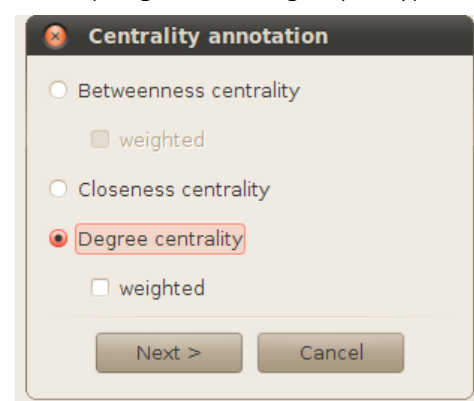 Centrality annotation
Betweenness centrality
weighted
Closeness centrality
Degree centrality
weighted
Next > Cancel